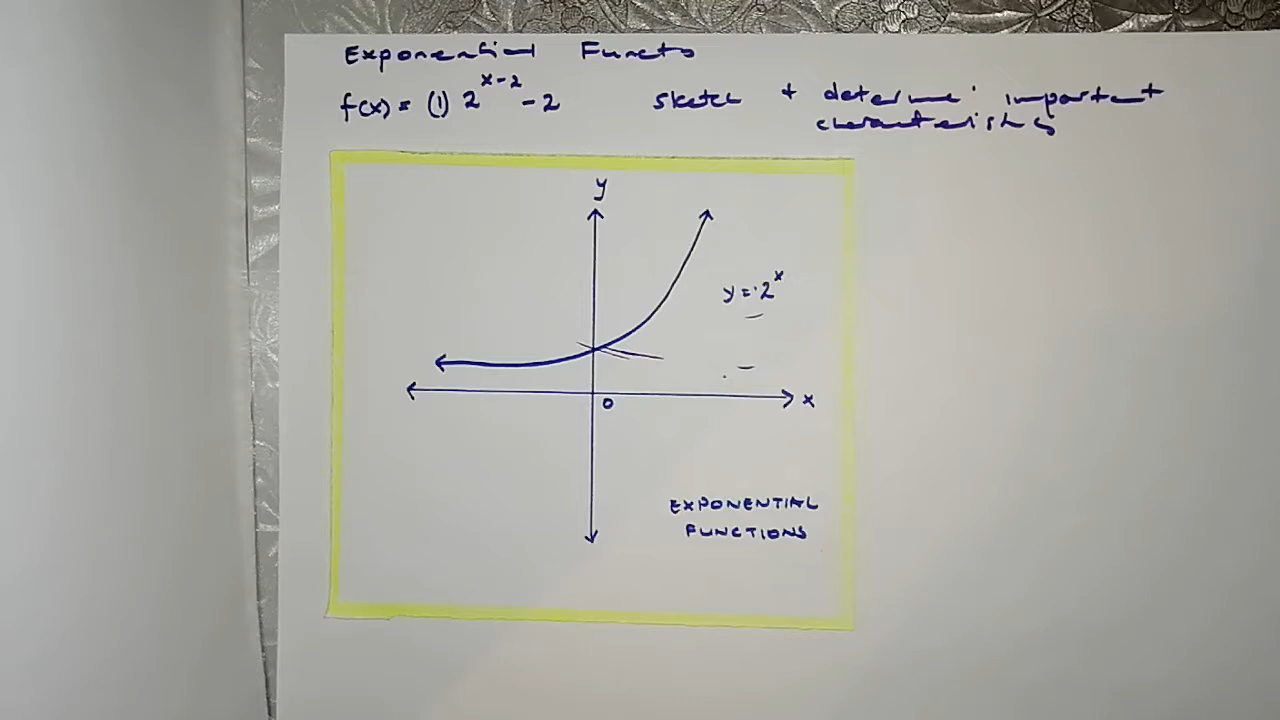 Exponential Functs
f(x) = (1) 2^{x-2} - 2 sketch + determine important
characteristics
y
y = 2^x
x
0
EXPONENTIAL
FUNCTIONS